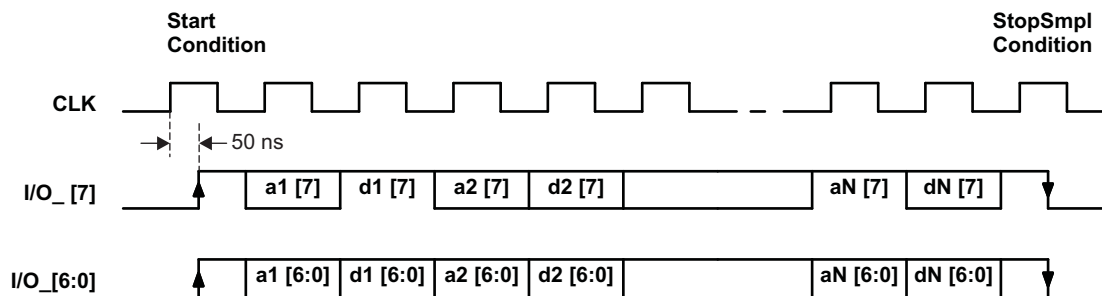 Start
Condition
StopSmpl
Condition
CLK
50 ns
I/O_ [7]
a1 [7] d1 [7] a2 [7] d2 [7] aN [7] dN [7]
I/O_[6:0]
a1 [6:0] d1 [6:0] a2 [6:0] d2 [6:0] aN [6:0] dN [6:0]